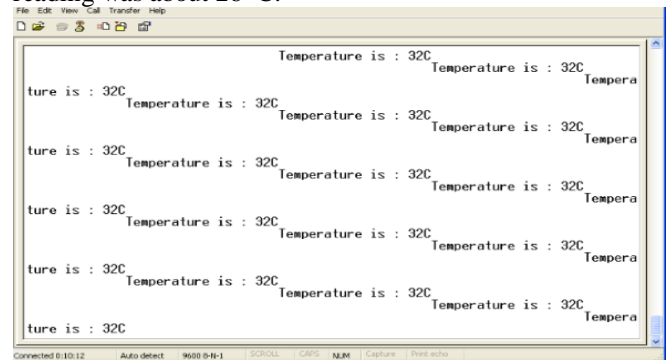 reading was about
File Edit View Call Transfer Help
Temperature is : 32C
Temperature is : 32C
Tempera
ture is : 32C
Temperature is : 32C
Temperature is : 32C
Temperature is : 32C
Tempera
ture is : 32C
Temperature is : 32C
Temperature is : 32C
Temperature is : 32C
Tempera
ture is : 32C
Temperature is : 32C
Temperature is : 32C
Temperature is : 32C
Tempera
ture is : 32C
Temperature is : 32C
Temperature is : 32C
Temperature is : 32C
Tempera
ture is : 32C
Connected 0:10:12 Auto detect 9600 8-N-1 SCROLL CAPS NUM Capture Print echo